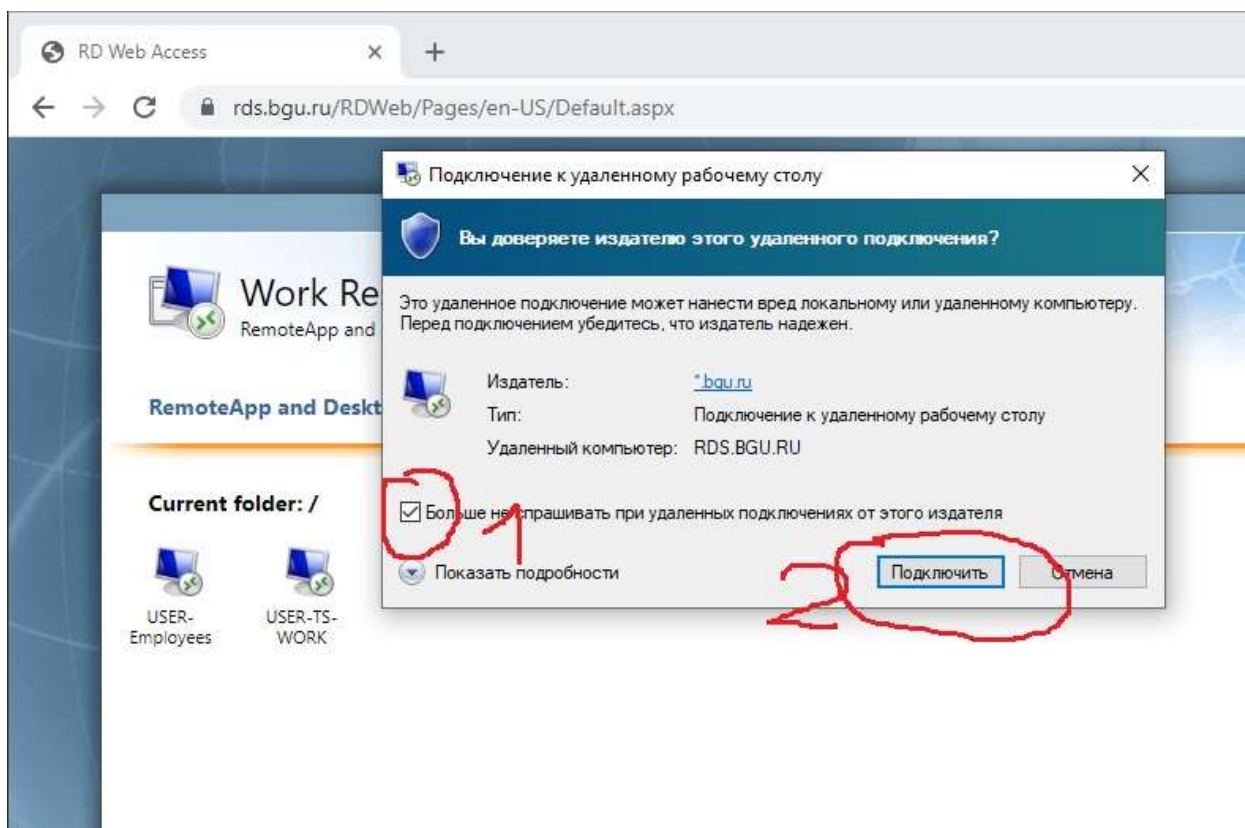 RD Web Access
rds.bgu.ru/RDWeb/Pages/en-US/Default.aspx
Подключение к удаленному рабочему столу
Вы доверяете издателю этого удаленного подключения?
Work Re
RemoteApp and
Это удаленное подключение может нанести вред локальному или удаленному компьютеру.
Перед подключением убедитесь, что издатель надежен.
Издатель: *.bgu.ru
RemoteApp and Deskt
Тип: Подключение к удаленному рабочему столу
Удаленный компьютер: RDS.BGU.RU
Current folder: /
Больше не спрашивать при удаленных подключениях от этого издателя
1
Показать подробности
2
Подключить
Отмена
USER-
Employees
USER-TS-
WORK